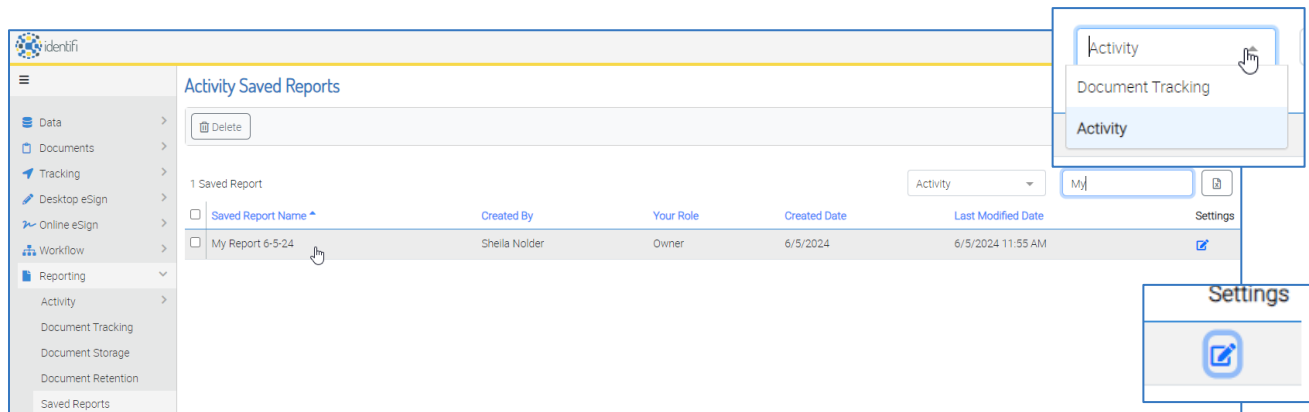 identifi
Activity
Document Tracking
Activity
Activity Saved Reports
Delete
1 Saved Report
Activity
My
Saved Report Name
Created By
Your Role
Created Date
Last Modified Date
Settings
My Report 6-5-24
Sheila Nolder
Owner
6/5/2024
6/5/2024 11:55 AM
Data
Documents
Tracking
Desktop eSign
Online eSign
Workflow
Reporting
Activity
Document Tracking
Document Storage
Document Retention
Saved Reports
Settings